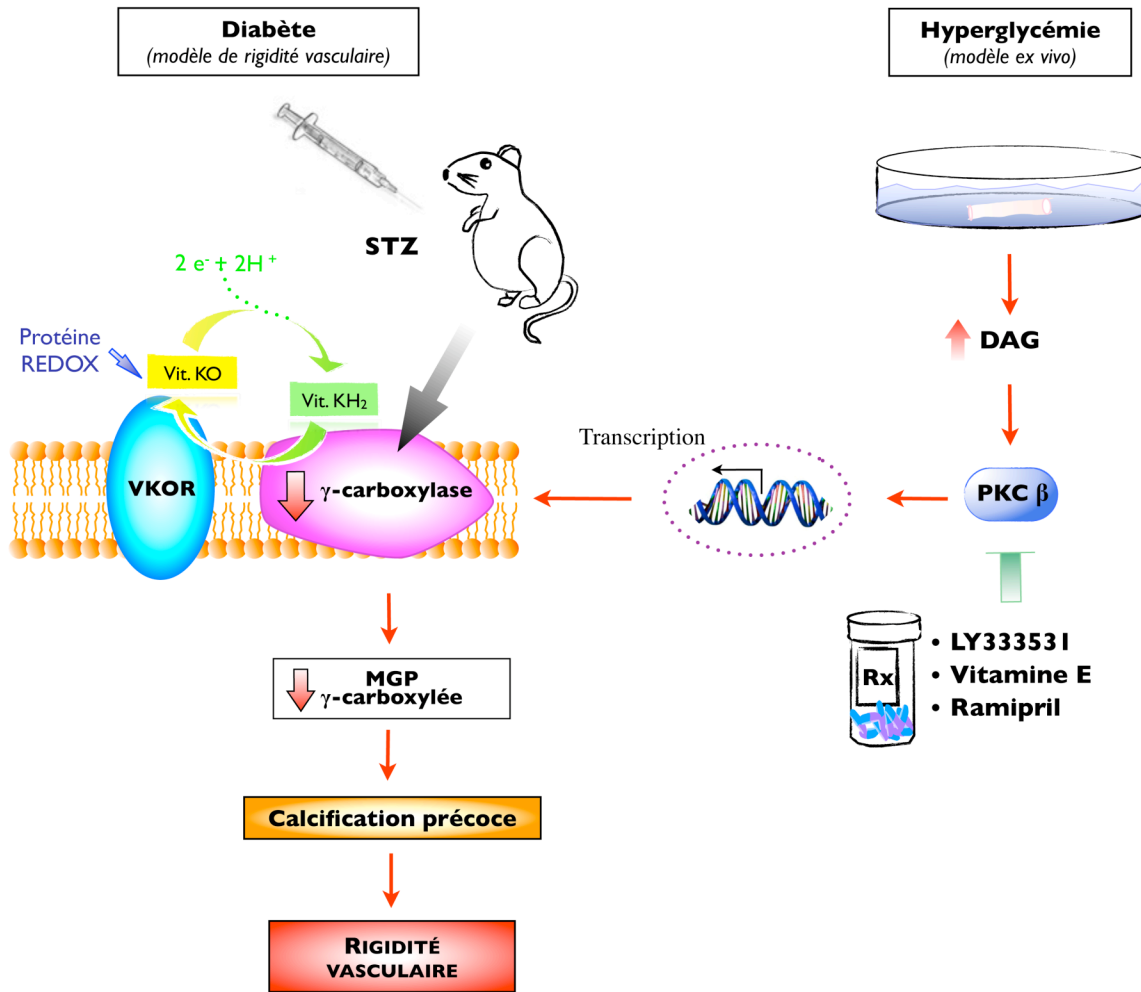 Diabète
(modèle de rigidité vasculaire)
Hyperglycémie
(modèle ex vivo)
STZ
2 e- + 2H +
Protéine
REDOX
Vit. KO
Vit. KH₂
DAG
Transcription
VKOR
γ-carboxylase
PKC β
MGP
γ-carboxylée
Rx
• LY333531
• Vitamine E
• Ramipril
Calcification précoce
RIGIDITÉ
VASCULAIRE